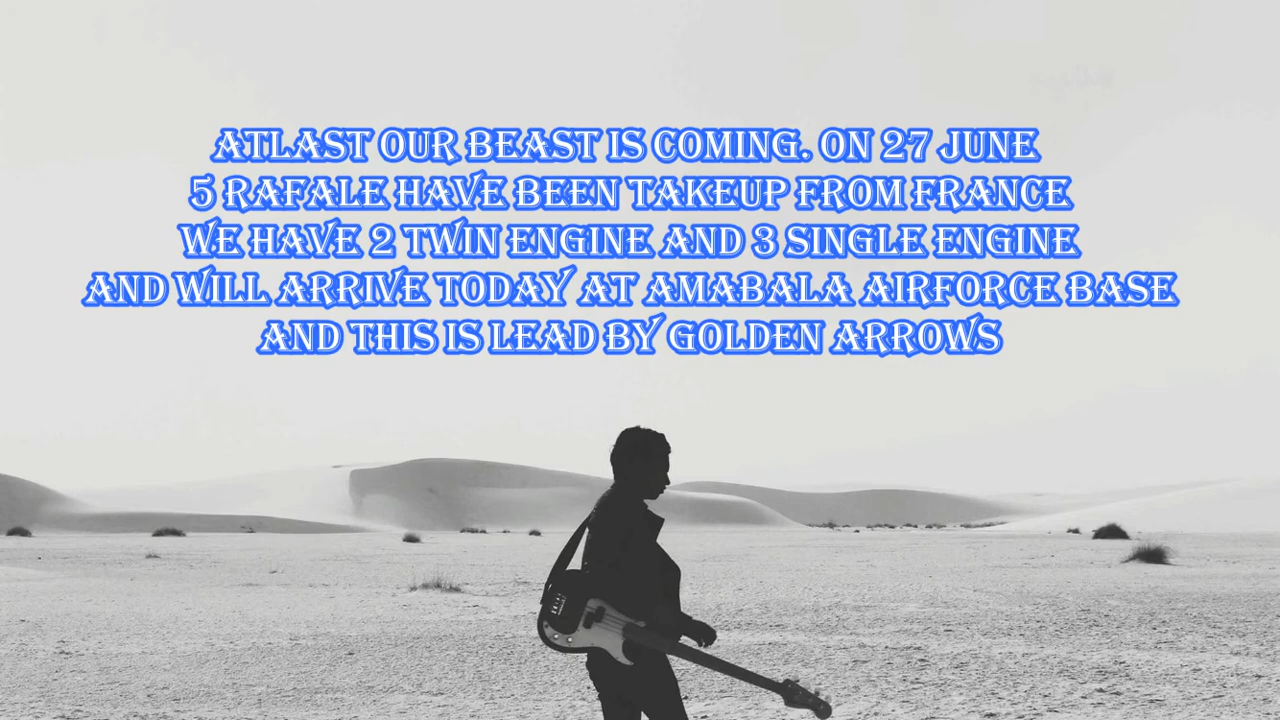 ATLAST OUR BEAST IS COMING. ON 27 JUNE
5 RAFALE HAVE BEEN TAKEUP FROM FRANCE
WE HAVE 2 TWIN ENGINE AND 3 SINGLE ENGINE
AND WILL ARRIVE TODAY AT AMABALA AIRFORCE BASE
AND THIS IS LEAD BY GOLDEN ARROWS